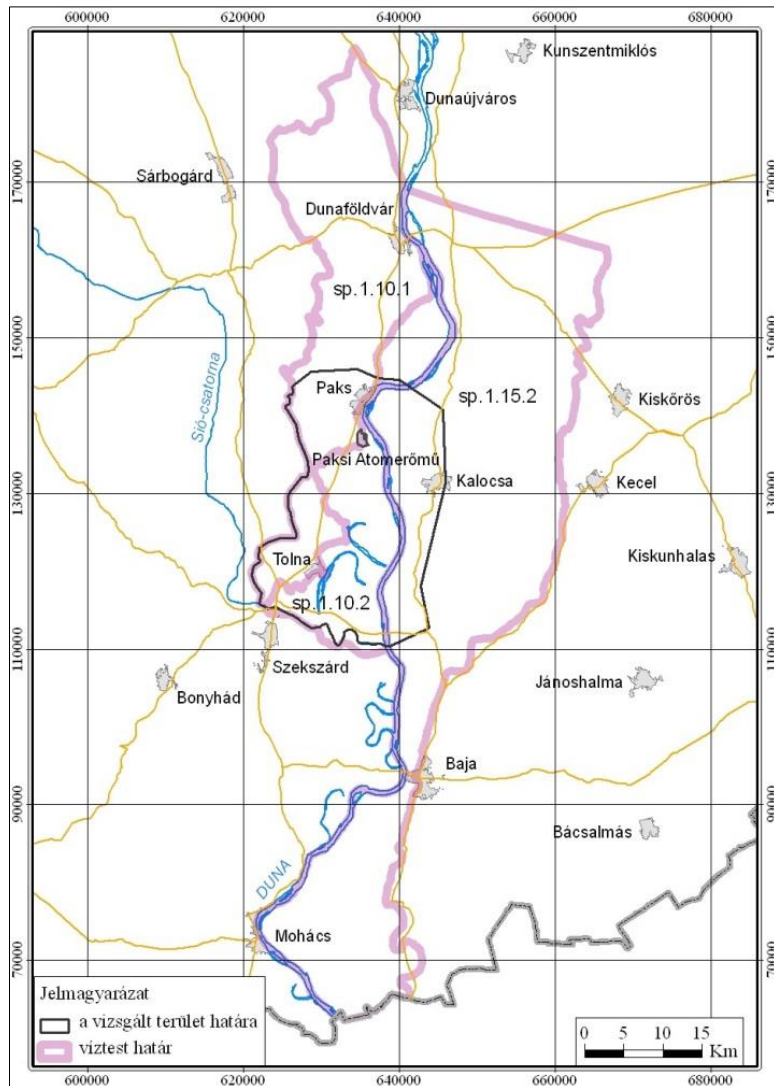 600000 620000 640000 660000 680000
Kunszentmiklós
Dunaújváros
170000
Sárbogárd
170000
Dunaföldvár
sp.1.10.1
150000
150000
Sió-csatorna
Paks
sp.1.15.2
Kiskőrös
Paksi Atomerőmű
Kalocsa
Kecel
130000
130000
Kiskunhalas
Tolna
sp.1.10.2
110000
110000
Szekszárd
Bonyhád
Jánoshalma
Baja
90000
90000
Bácsalmás
DUNA
Mohács
70000
70000
Jelmagyarázat
a vizsgált terület határa
víztest határ
0 5 10 15
Km
600000 620000 640000 660000 680000